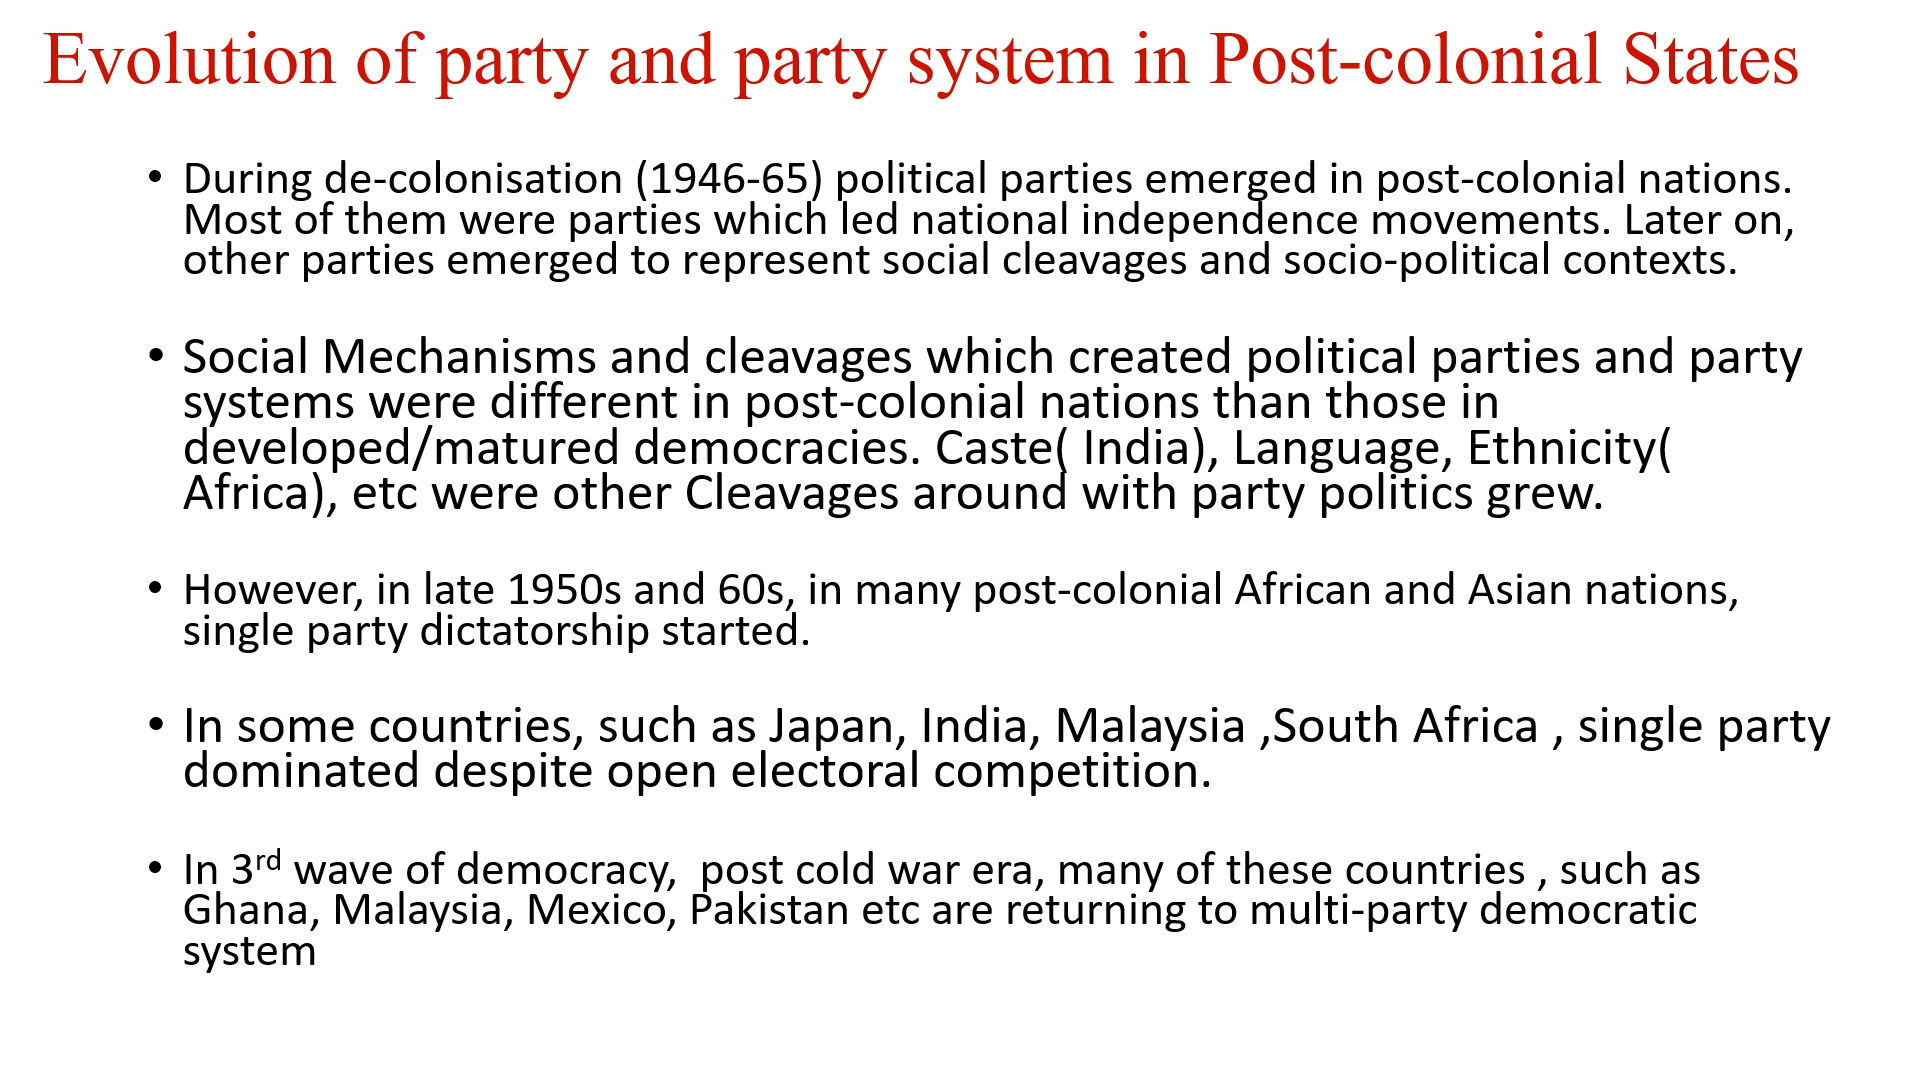 Evolution of party and party system in Post-colonial States
• During de-colonisation (1946-65) political parties emerged in post-colonial nations.
Most of them were parties which led national independence movements. Later on,
other parties emerged to represent social cleavages and socio-political contexts.
• Social Mechanisms and cleavages which created political parties and party
systems were different in post-colonial nations than those in
developed/matured democracies. Caste( India), Language, Ethnicity(
Africa), etc were other Cleavages around with party politics grew.
• However, in late 1950s and 60s, in many post-colonial African and Asian nations,
single party dictatorship started.
• In some countries, such as Japan, India, Malaysia ,South Africa , single party
dominated despite open electoral competition.
• In 3rd wave of democracy,  post cold war era, many of these countries , such as
Ghana, Malaysia, Mexico, Pakistan etc are returning to multi-party democratic
system